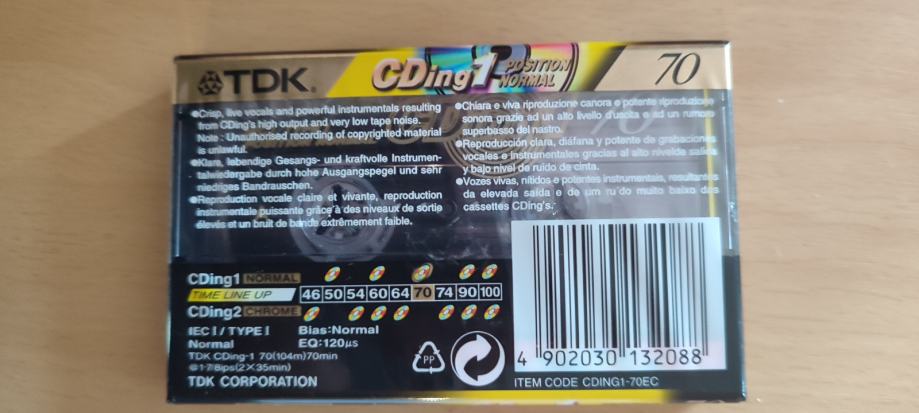 TDK.
CDing1 POSITION NORMAL
70
●Crisp, live vocals and powerful instrumentals resulting
from CDing's high output and very low tape noise.
Note : Unauthorised recording of copyrighted material
is unlawful.
●Klare, lebendige Gesangs- und kraftvolle Instrumen-
talwiedergabe durch hohe Ausgangspegel und sehr
niedriges Bandrauschen.
●Reproduction vocale claire et vivante, reproduction
instrumentale puissante grâce à des niveaux de sortie
élevés et un bruit de bande extrêmement faible.
●Chiara e viva riproduzione canora e potente riproduzione
sonora grazie ad un alto livello d'uscita e ad un rumore
superbasso del nastro.
●Reproducción clara, diáfana y potente de grabaciones
vocales e instrumentales gracias al alto nivelde salida
y bajo nivel de ruido de cinta.
●Vozes vivas, nítidos e potentes instrumentais, resultantes
da elevada saída e de um ruído muito baixo das
cassettes CDing's.
CDing1 NORMAL
TIME LINE UP 46 50 54 60 64 70 74 90 100
CDing2 CHROME
IEC I / TYPE I Bias:Normal
Normal EQ:120μs
TDK CDing-1 70(104m)70min
@1·7/8ips(2×35min)
TDK CORPORATION
PP
4 902030 132088
ITEM CODE CDING1-70EC